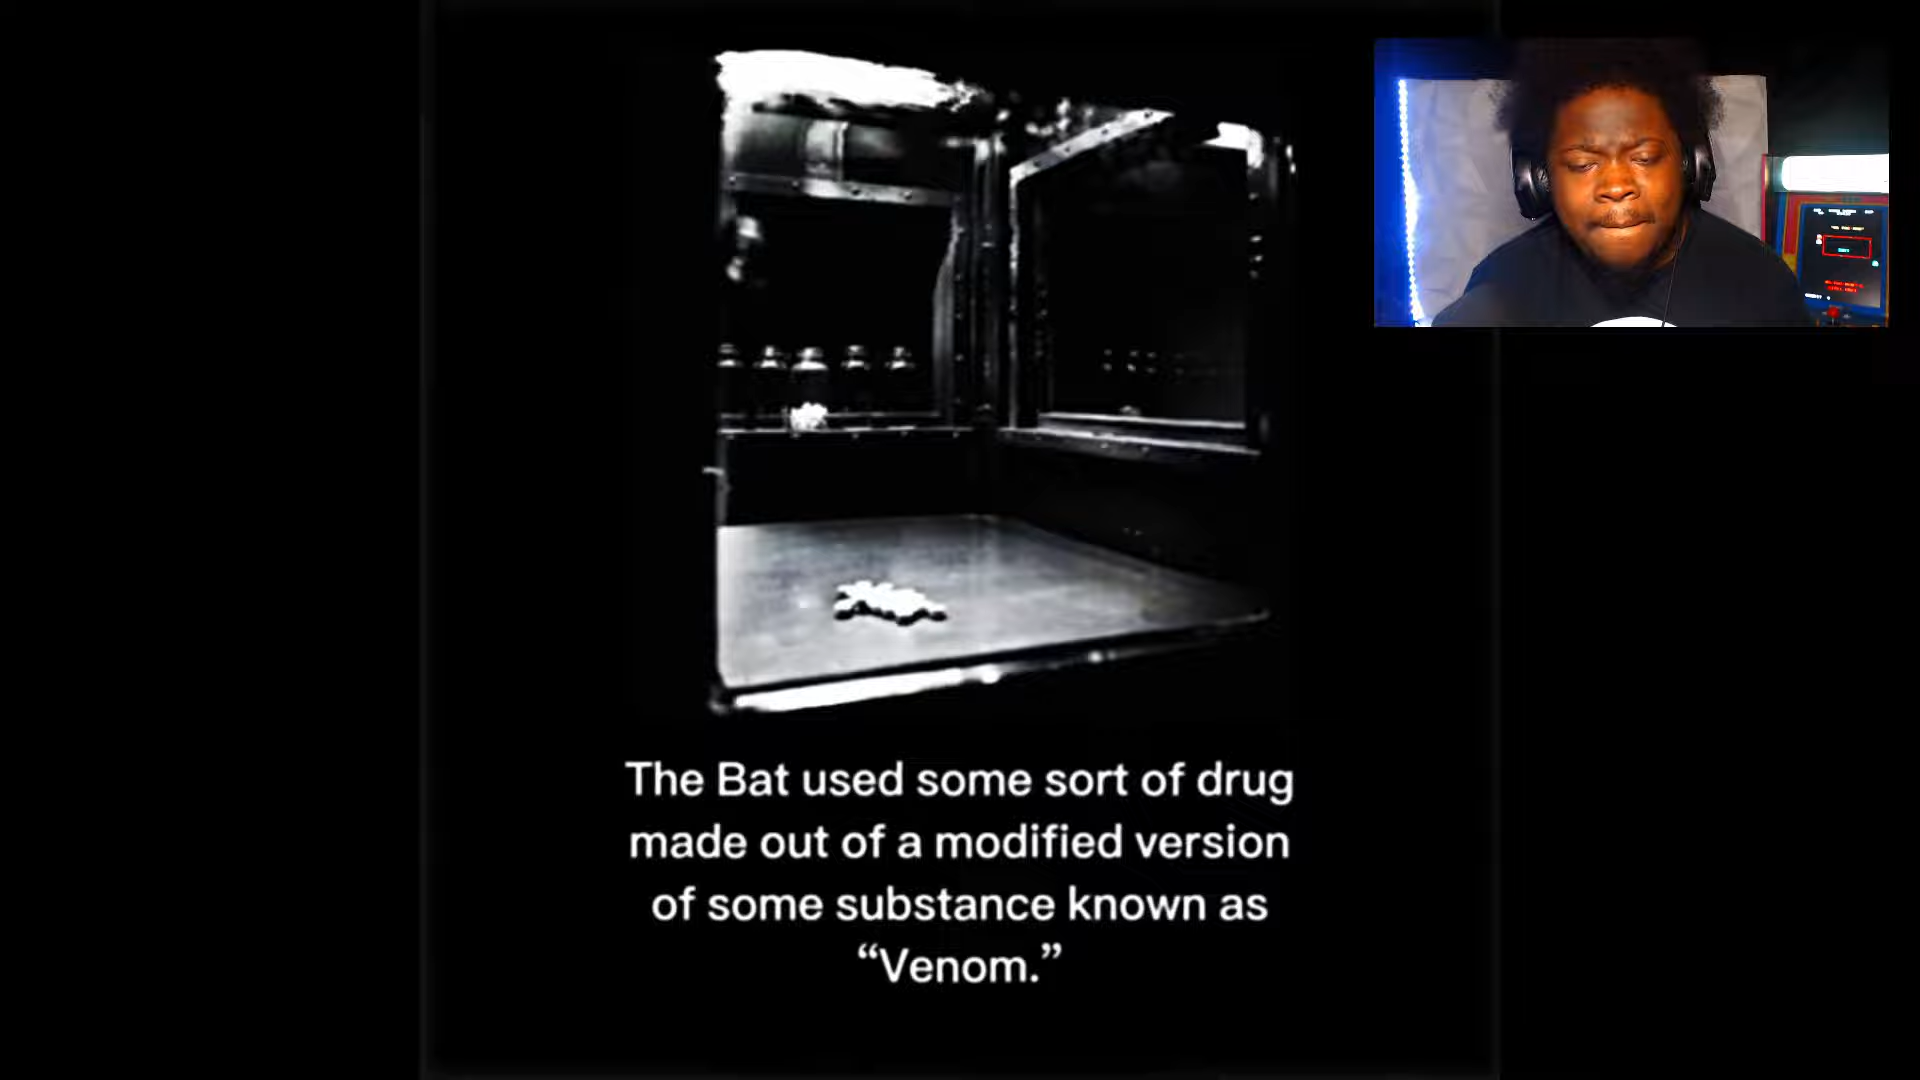 The Bat used some sort of drug
made out of a modified version
of some substance known as
“Venom.”